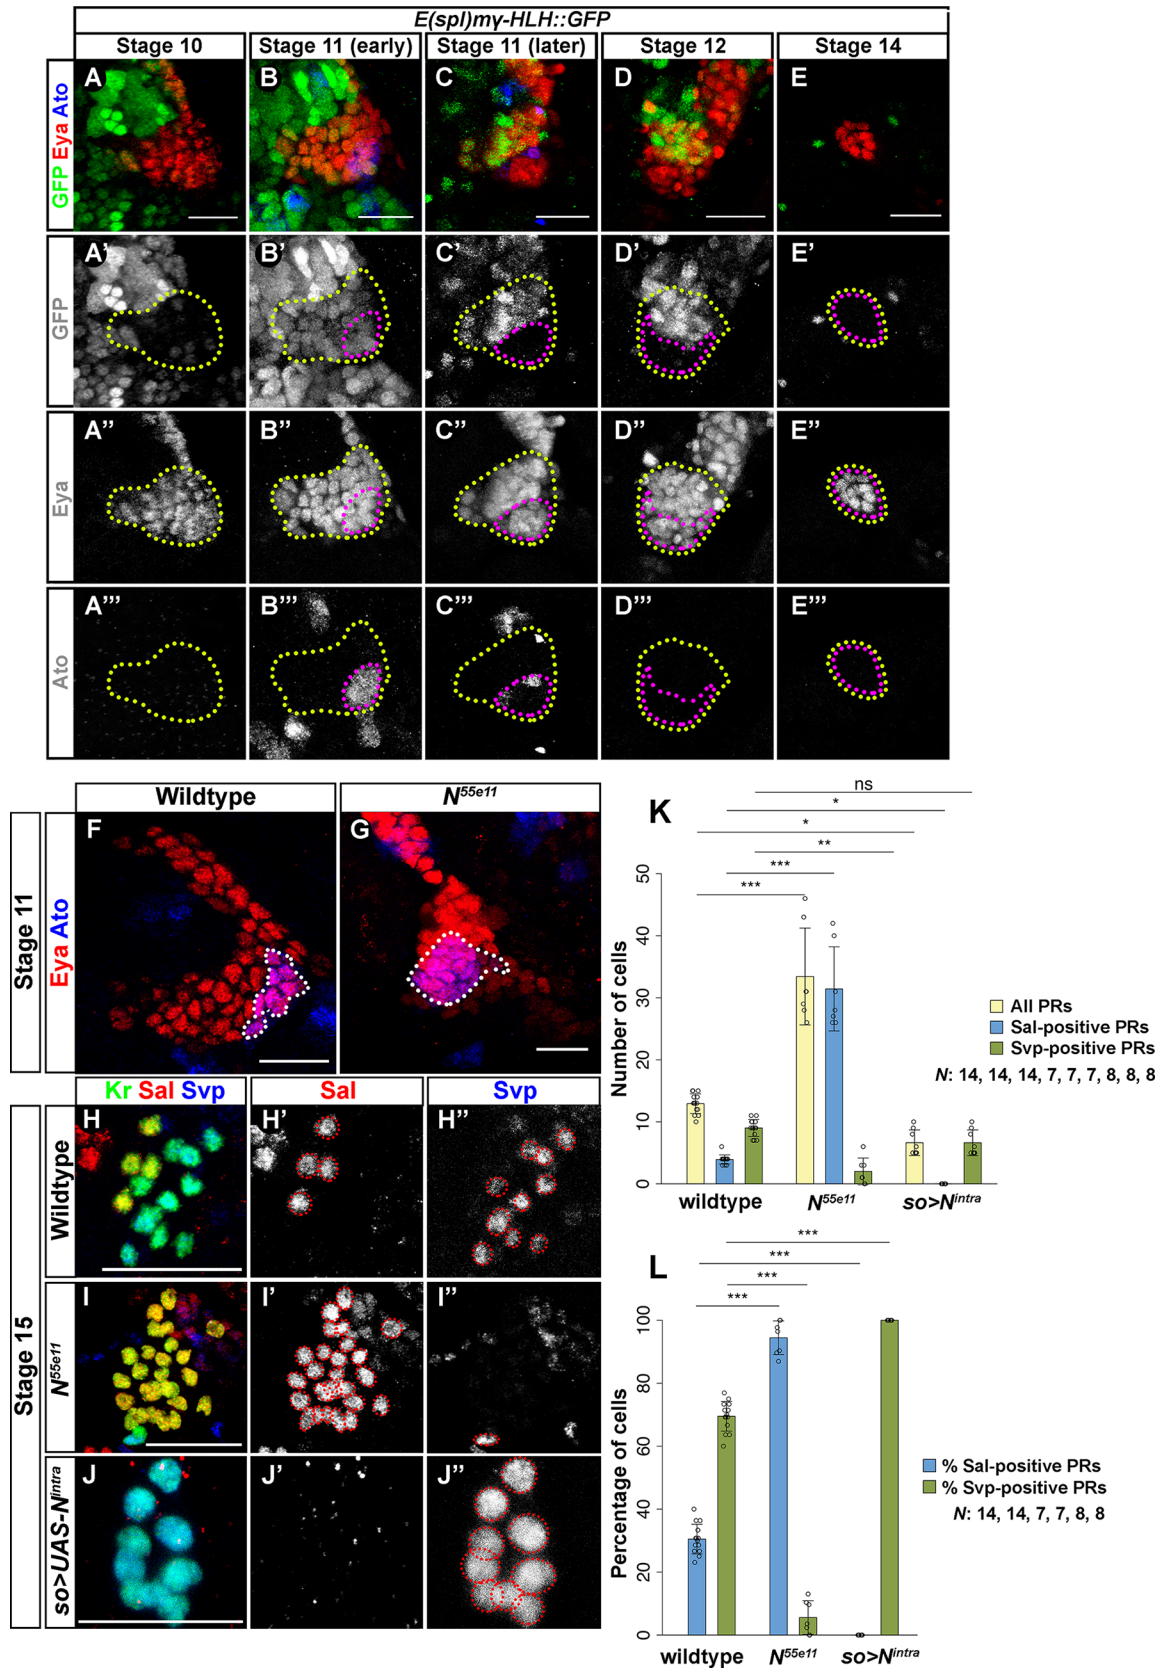 E(spl)mγ-HLH::GFP
Stage 10 Stage 11 (early) Stage 11 (later) Stage 12 Stage 14
GFP Eya Ato
A B C D E
GFP
A' B' C' D' E'
Eya
A'' B'' C'' D'' E''
Ato
A''' B''' C''' D''' E'''
Wildtype N55e11
Stage 11
Eya Ato
F G
Kr Sal Svp Sal Svp
Stage 15
Wildtype
H H' H''
N55e11
I I' I''
so>UAS-Nintra
J J' J''
K
ns
*
*
**
***
***
Number of cells
50
40
30
20
10
0
wildtype N55e11 so>Nintra
All PRs
Sal-positive PRs
Svp-positive PRs
N: 14, 14, 14, 7, 7, 7, 8, 8, 8
L
***
***
***
***
Percentage of cells
100
80
60
40
20
0
wildtype N55e11 so>Nintra
% Sal-positive PRs
% Svp-positive PRs
N: 14, 14, 7, 7, 8, 8